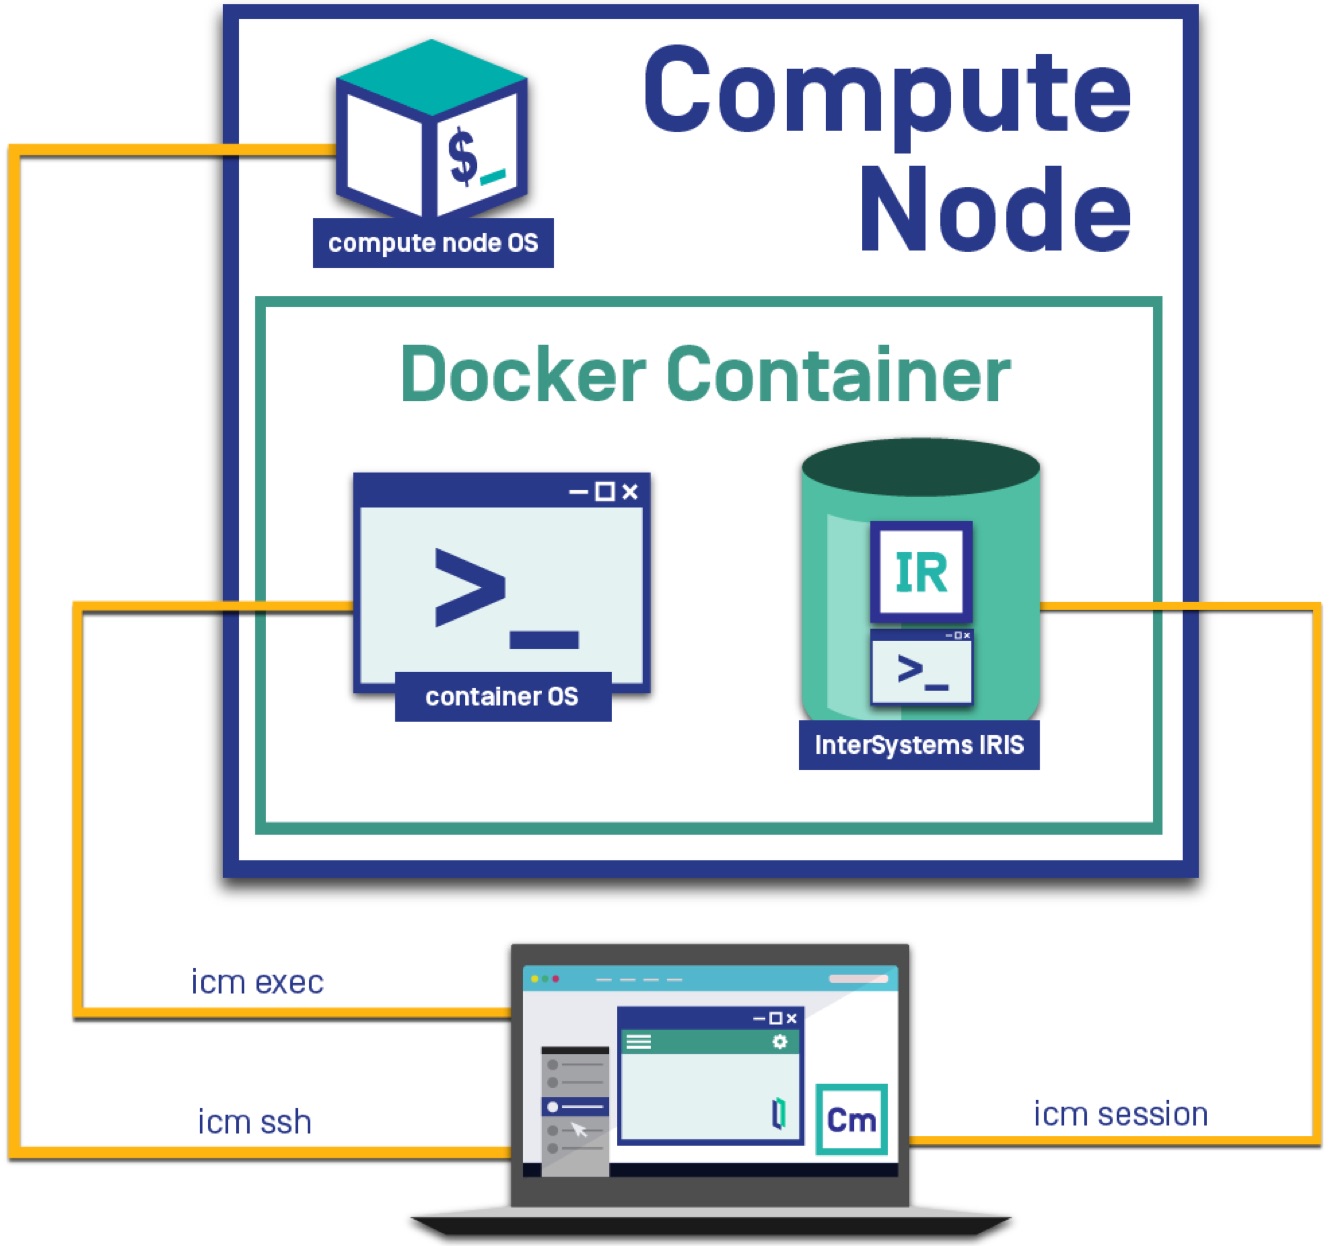 Compute
Node
$_
compute node OS
Docker Container
>_
container OS
IR
>_
InterSystems IRIS
icm exec
icm ssh
icm session
Cm